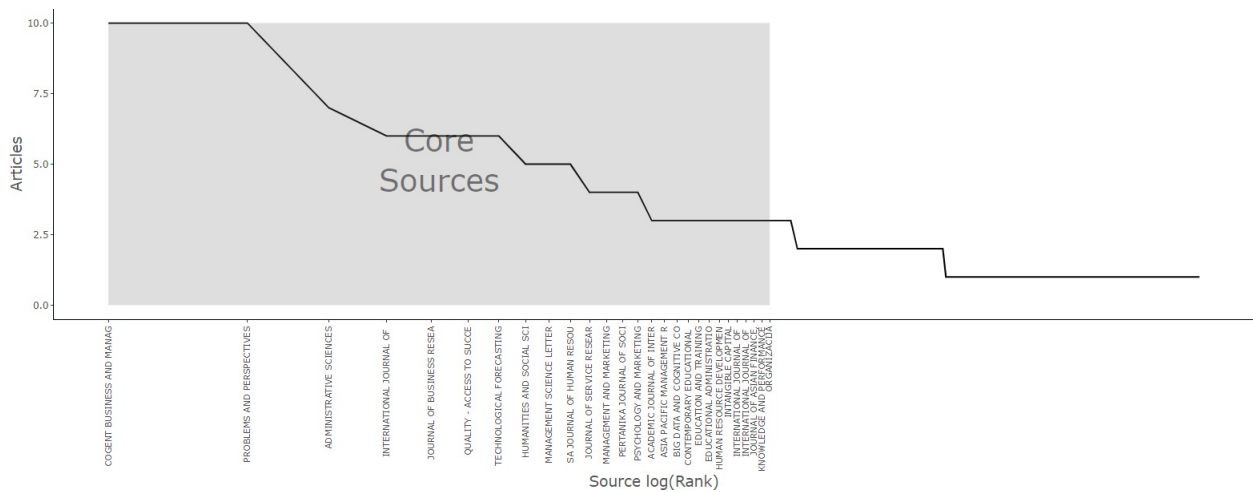 10.0
7.5
5.0
2.5
0.0
Articles
Core
Sources
COGENT BUSINESS AND MANAG
PROBLEMS AND PERSPECTIVES
ADMINISTRATIVE SCIENCES
INTERNATIONAL JOURNAL OF
JOURNAL OF BUSINESS RESEA
QUALITY - ACCESS TO SUCCE
TECHNOLOGICAL FORECASTING
HUMANITIES AND SOCIAL SCI
MANAGEMENT SCIENCE LETTER
SA JOURNAL OF HUMAN RESOU
JOURNAL OF SERVICE RESEAR
MANAGEMENT AND MARKETING
PERTANIKA JOURNAL OF SOCI
PSYCHOLOGY AND MARKETING
ACADEMIC JOURNAL OF INTER
ASIA PACIFIC MANAGEMENT R
BIG DATA AND COGNITIVE CO
CONTEMPORARY EDUCATIONAL
EDUCATION AND TRAINING
EDUCATIONAL ADMINISTRATIO
HUMAN RESOURCE DEVELOPMEN
INTANGIBLE CAPITAL
INTERNATIONAL JOURNAL OF
INTERNATIONAL JOURNAL OF
JOURNAL OF ASIAN FINANCE,
KNOWLEDGE AND PERFORMANCE
ORGANIZACIJA
Source log(Rank)